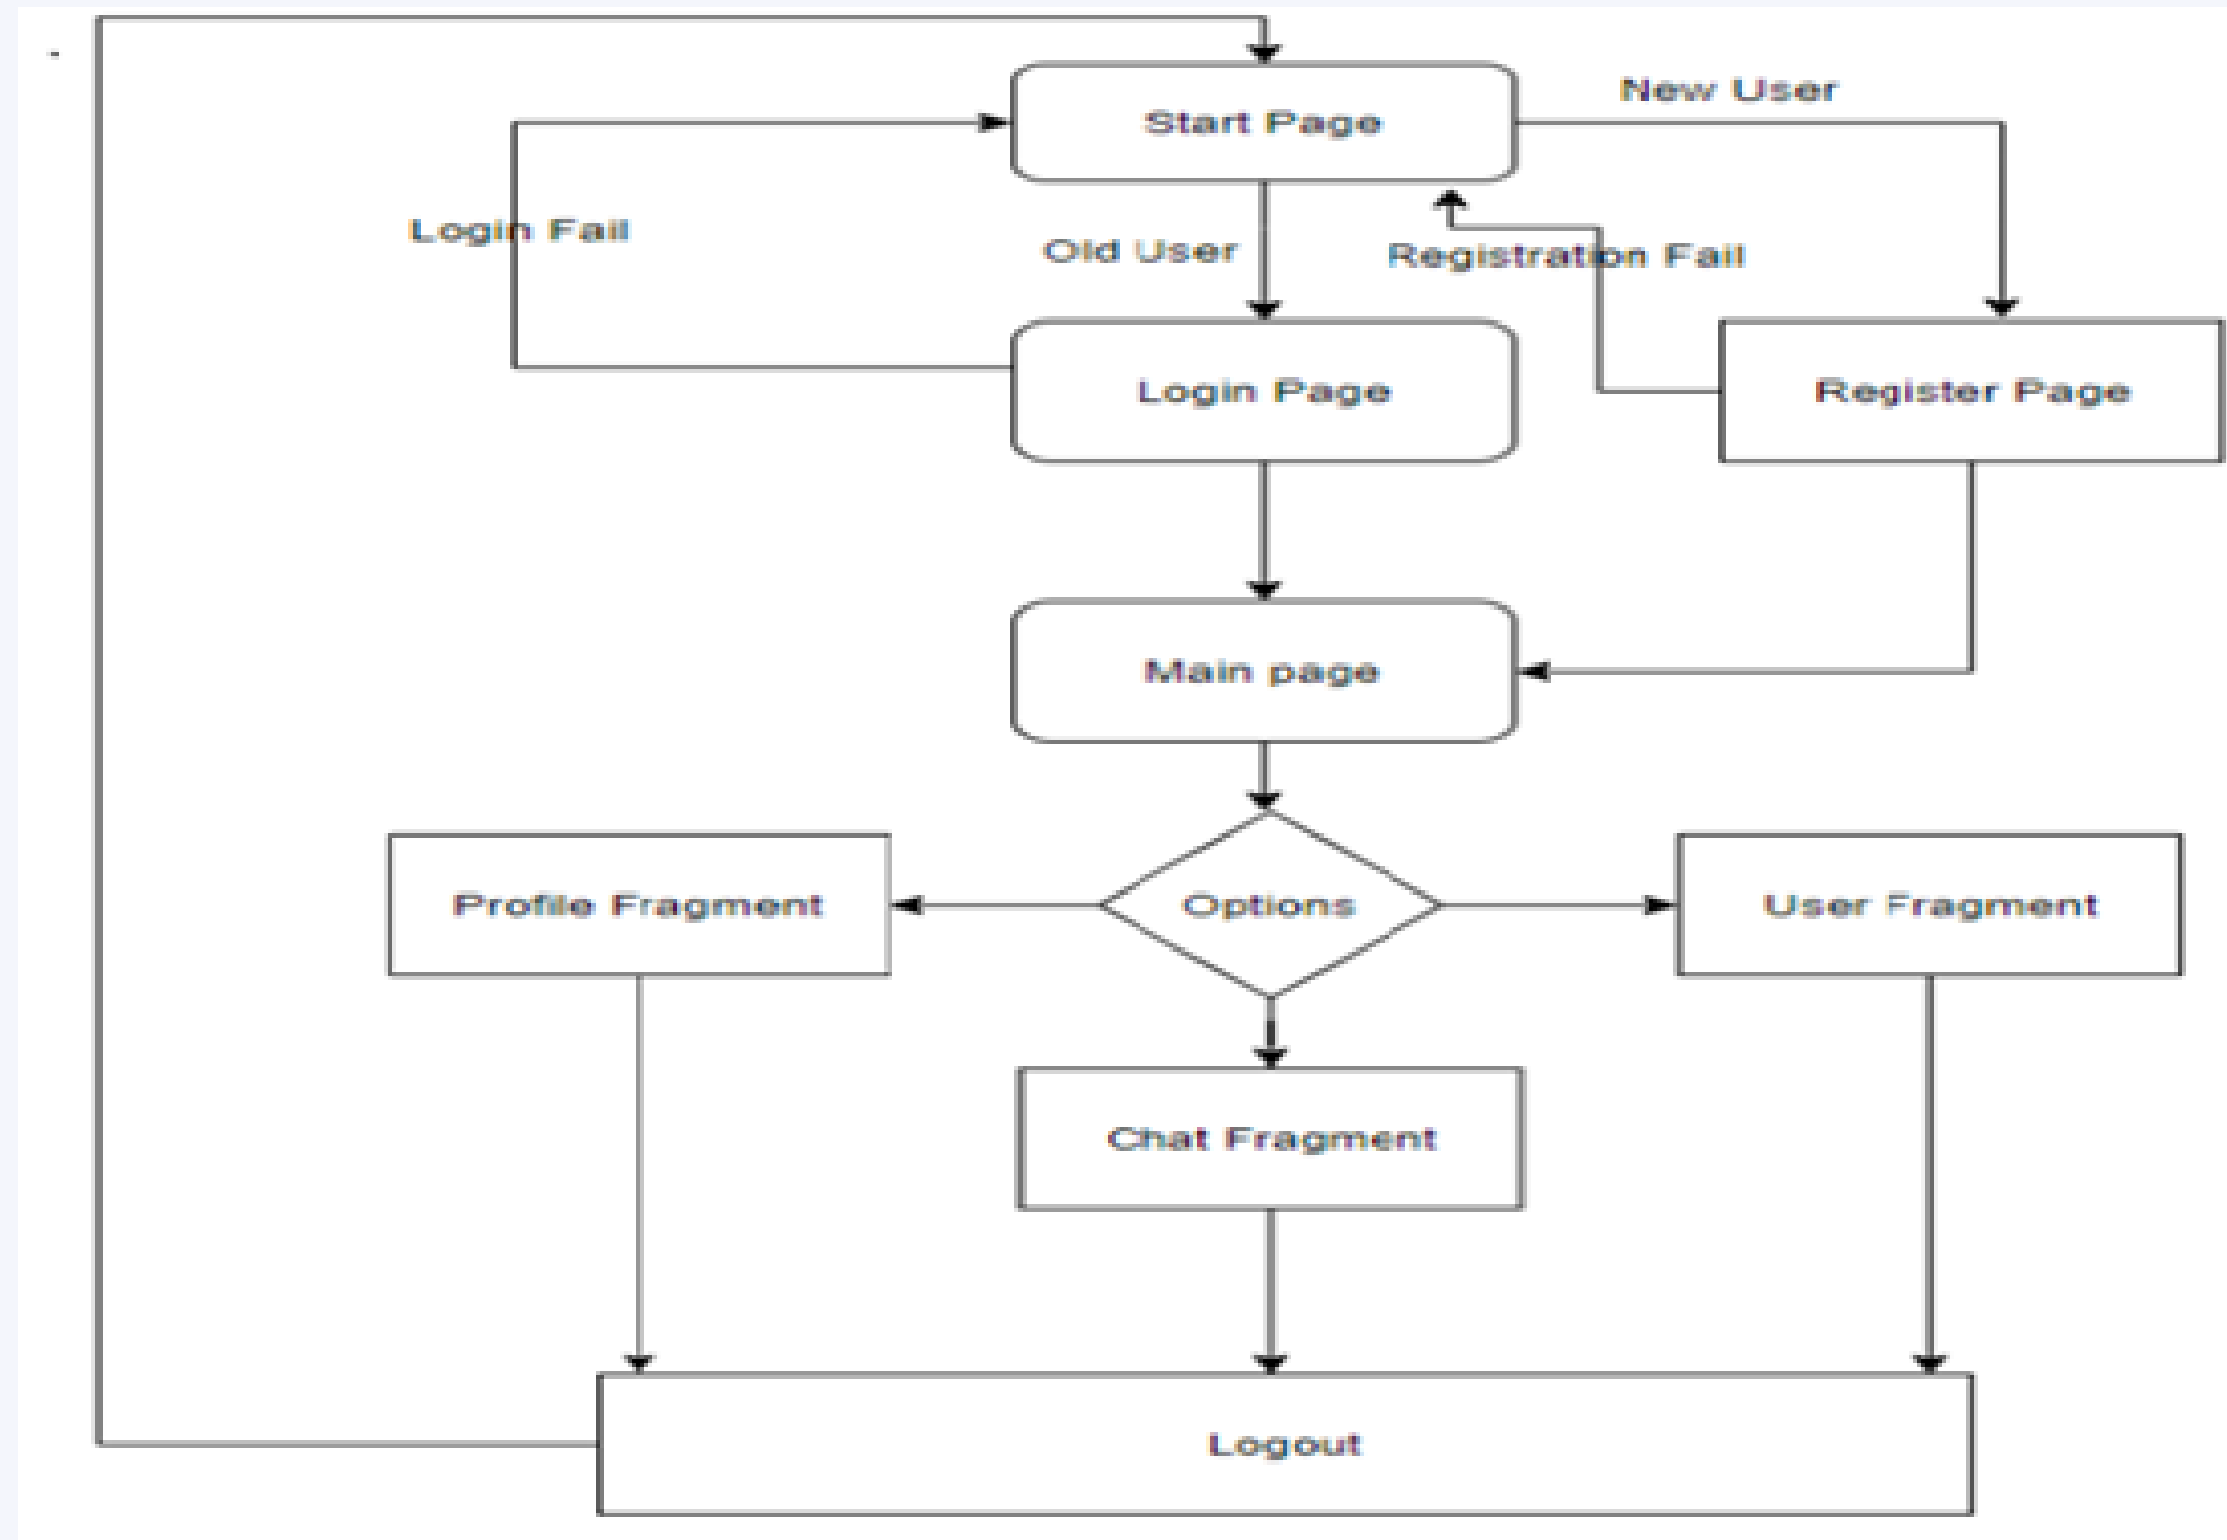 -
New User
Start Page
Login Fail
Old User
Registration Fail
Login Page
Register Page
Main page
Profile Fragment
Options
User Fragment
Chat Fragment
Logout